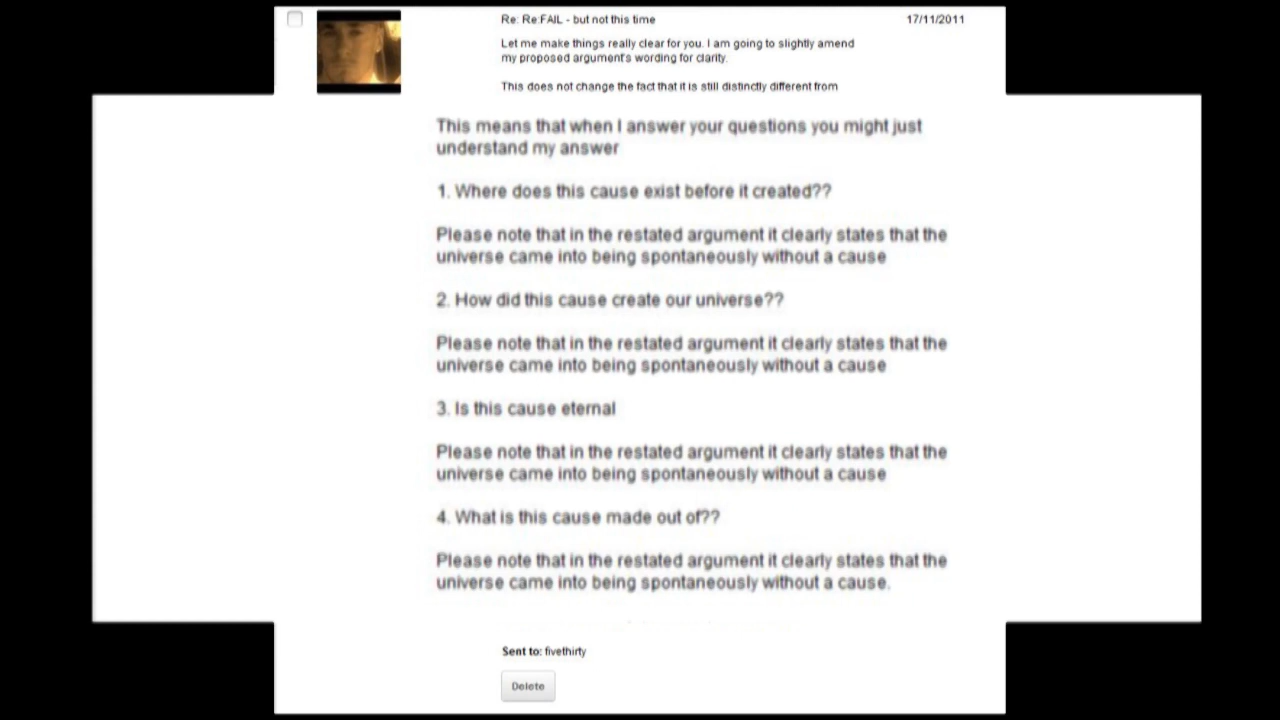 Re: Re:FAIL - but not this time
17/11/2011
Let me make things really clear for you. I am going to slightly amend
my proposed argument's wording for clarity.
This does not change the fact that it is still distinctly different from
This means that when I answer your questions you might just
understand my answer
1. Where does this cause exist before it created??
Please note that in the restated argument it clearly states that the
universe came into being spontaneously without a cause
2. How did this cause create our universe??
Please note that in the restated argument it clearly states that the
universe came into being spontaneously without a cause
3. Is this cause eternal
Please note that in the restated argument it clearly states that the
universe came into being spontaneously without a cause
4. What is this cause made out of??
Please note that in the restated argument it clearly states that the
universe came into being spontaneously without a cause.
Sent to: fivethirty
Delete